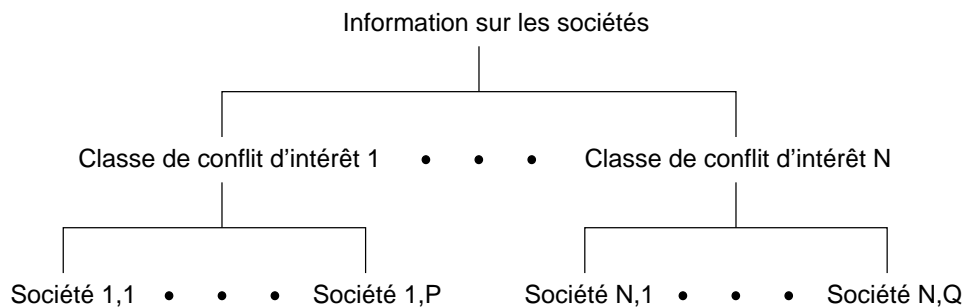 Information sur les sociétés
Classe de conflit d'intérêt 1 • • • Classe de conflit d'intérêt N
Société 1,1 • • • Société 1,P Société N,1 • • • Société N,Q